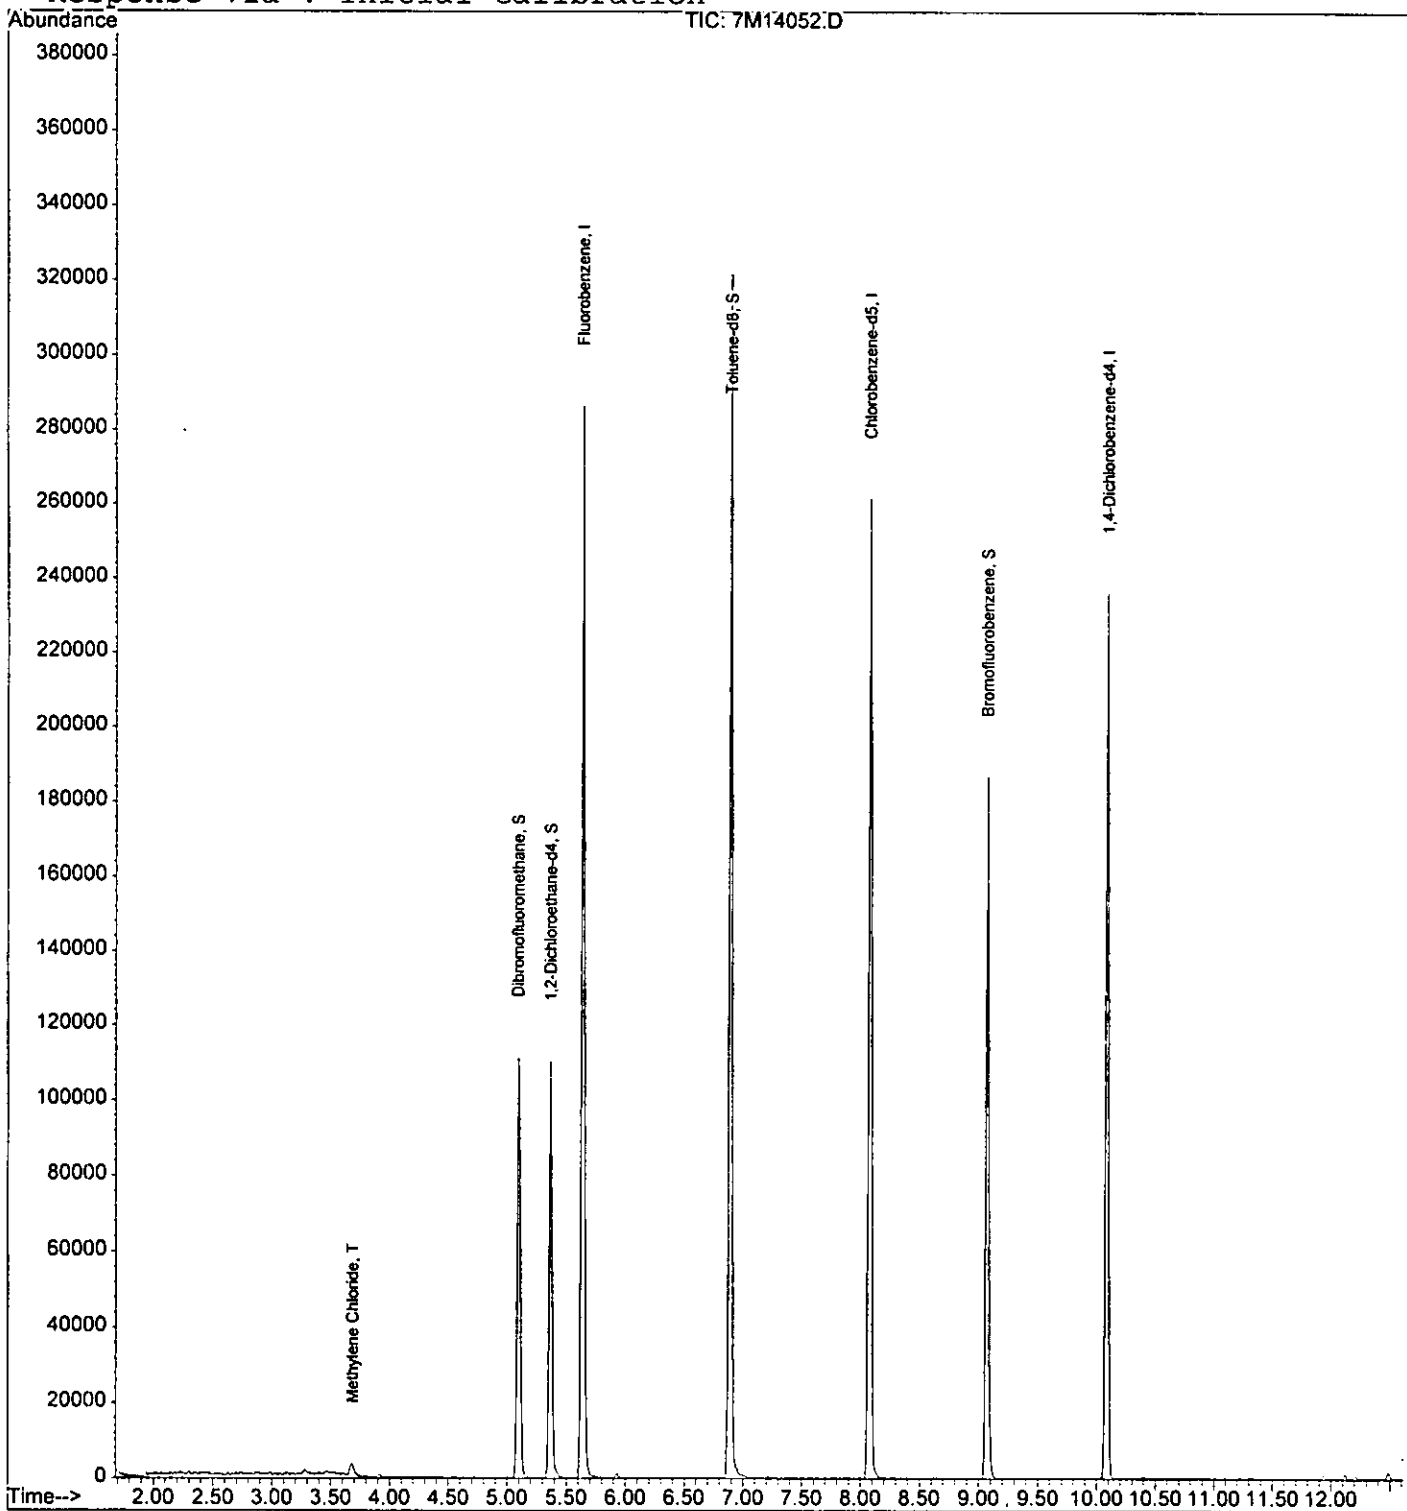 Response via : Initial Calibration
Abundance
TIC: 7M14052.D
380000
360000
340000
320000
300000
280000
260000
240000
220000
200000
180000
160000
140000
120000
100000
80000
60000
40000
20000
0
Methylene Chloride, T
Dibromofluoromethane, S
1,2-Dichloroethane-d4, S
Fluorobenzene, I
Toluene-d8, S
Chlorobenzene-d5, I
Bromofluorobenzene, S
1,4-Dichlorobenzene-d4, I
Time--> 2.00 2.50 3.00 3.50 4.00 4.50 5.00 5.50 6.00 6.50 7.00 7.50 8.00 8.50 9.00 9.50 10.00 10.50 11.00 11.50 12.00